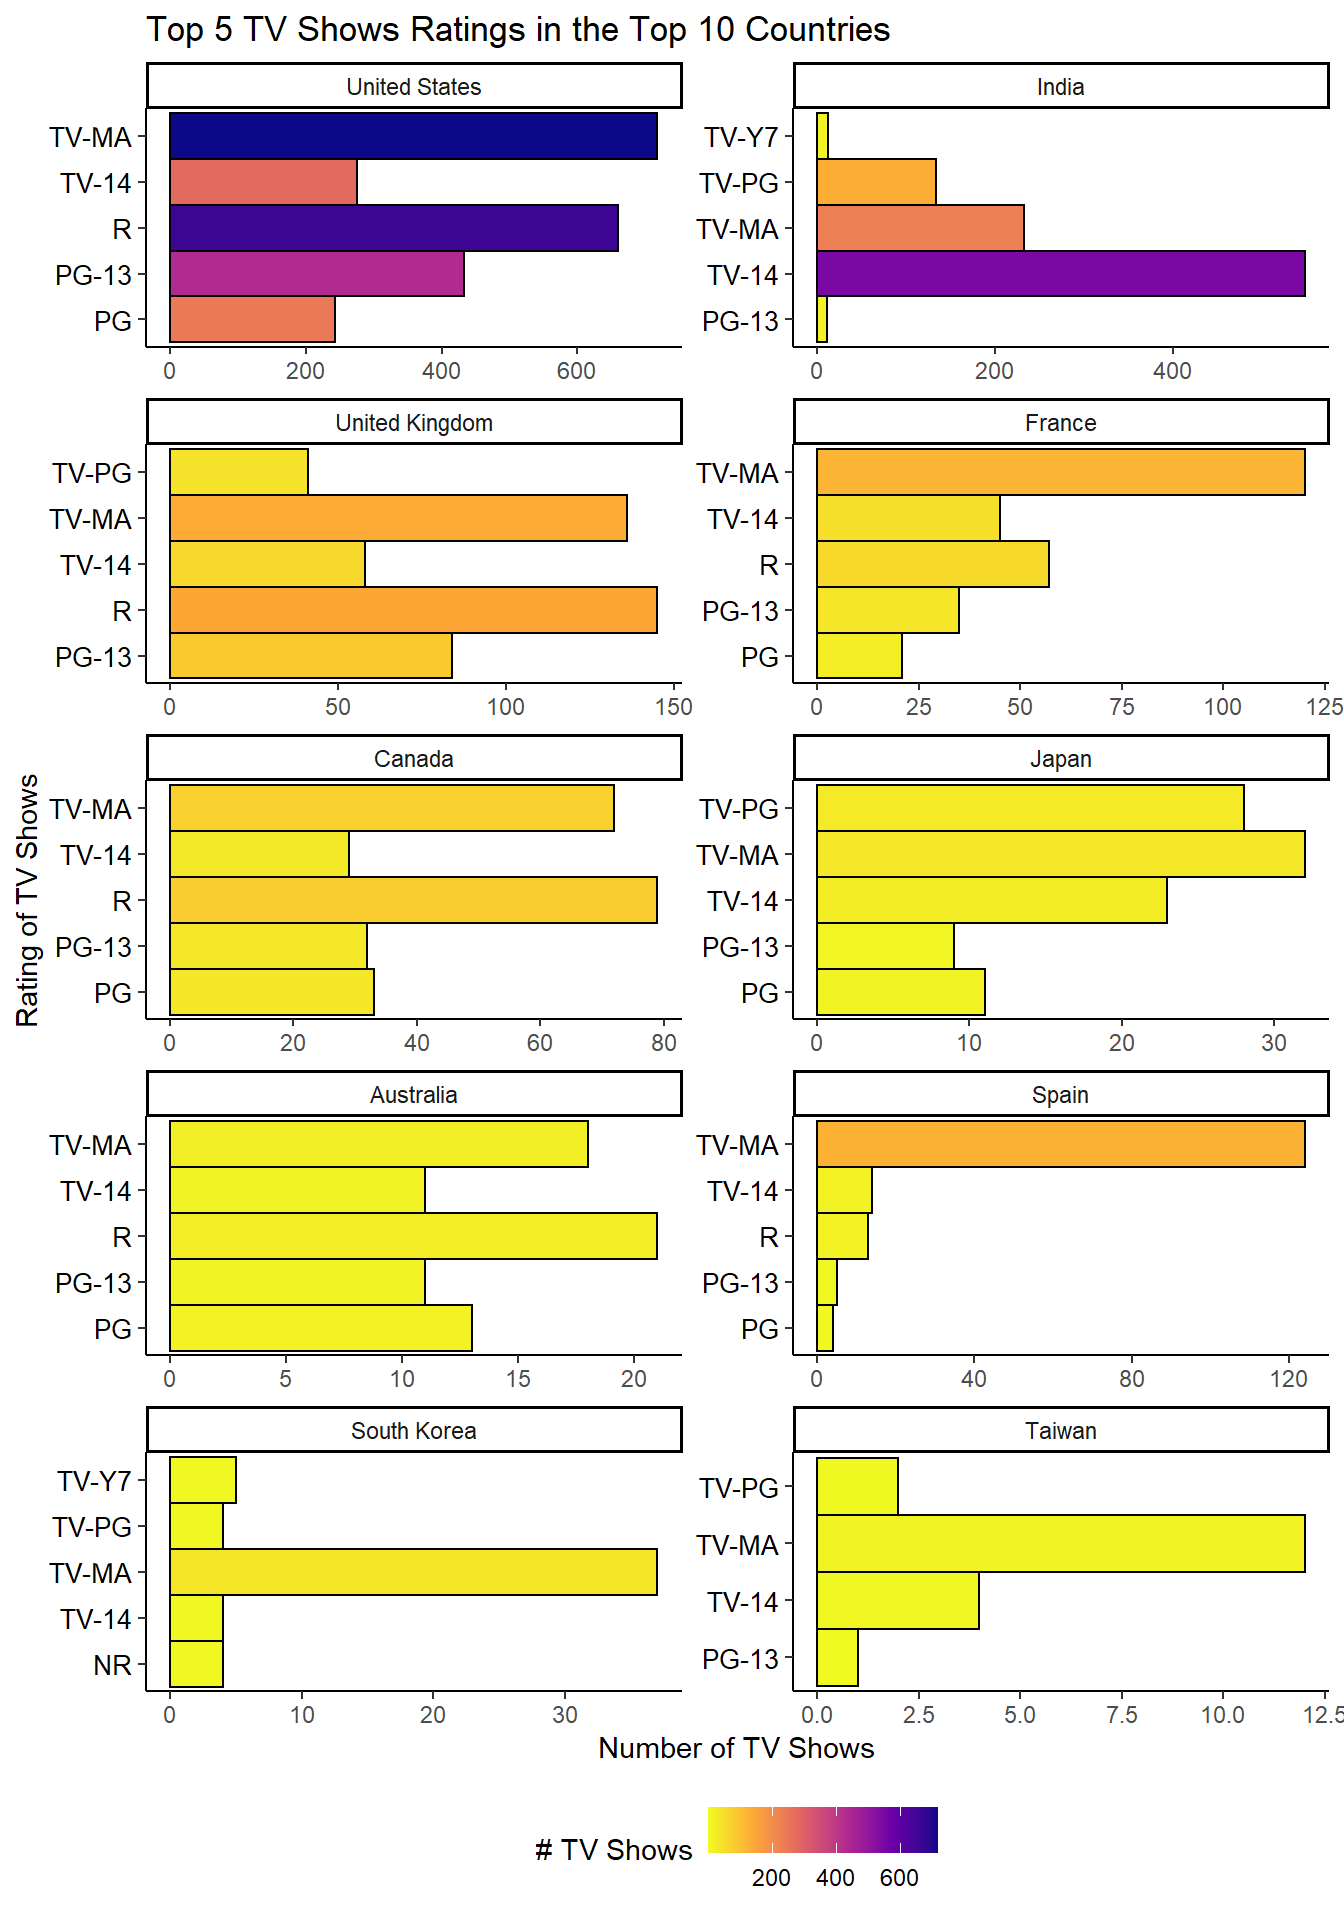 Top 5 TV Shows Ratings in the Top 10 Countries
United States
TV-MA
TV-14
R
PG-13
PG
0 200 400 600
India
TV-Y7
TV-PG
TV-MA
TV-14
PG-13
0 200 400
United Kingdom
TV-PG
TV-MA
TV-14
R
PG-13
0 50 100 150
France
TV-MA
TV-14
R
PG-13
PG
0 25 50 75 100 125
Canada
TV-MA
TV-14
R
PG-13
PG
0 20 40 60 80
Japan
TV-PG
TV-MA
TV-14
PG-13
PG
0 10 20 30
Australia
TV-MA
TV-14
R
PG-13
PG
0 5 10 15 20
Spain
TV-MA
TV-14
R
PG-13
PG
0 40 80 120
South Korea
TV-Y7
TV-PG
TV-MA
TV-14
NR
0 10 20 30
Taiwan
TV-PG
TV-MA
TV-14
PG-13
0.0 2.5 5.0 7.5 10.0 12.5
Rating of TV Shows
Number of TV Shows
# TV Shows
200 400 600